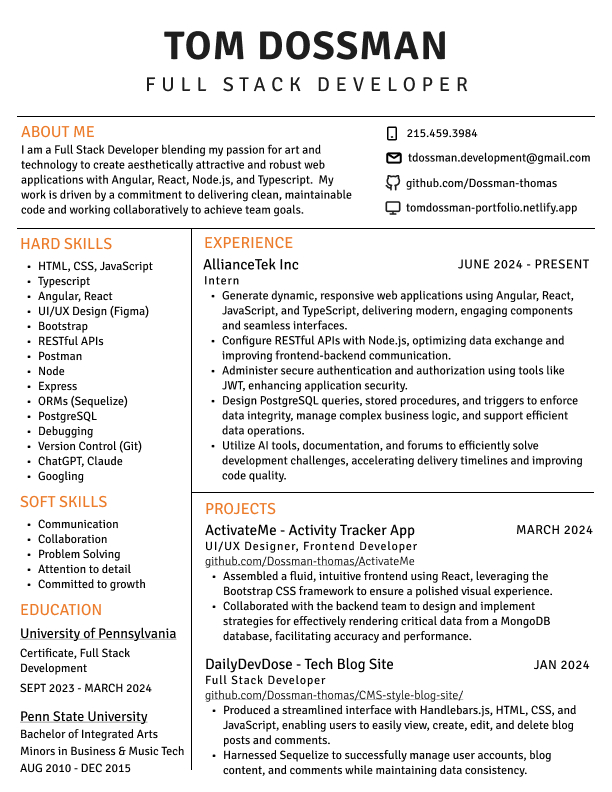 TOM DOSSMAN
FULL STACK DEVELOPER
ABOUT ME
I am a Full Stack Developer blending my passion for art and
technology to create aesthetically attractive and robust web
applications with Angular, React, Node.js, and Typescript.  My
work is driven by a commitment to delivering clean, maintainable
code and working collaboratively to achieve team goals.
215.459.3984
tdossman.development@gmail.com
github.com/Dossman-thomas
tomdossman-portfolio.netlify.app
HARD SKILLS
• HTML, CSS, JavaScript
• Typescript
• Angular, React
• UI/UX Design (Figma)
• Bootstrap
• RESTful APIs
• Postman
• Node
• Express
• ORMs (Sequelize)
• PostgreSQL
• Debugging
• Version Control (Git)
• ChatGPT, Claude
• Googling
SOFT SKILLS
• Communication
• Collaboration
• Problem Solving
• Attention to detail
• Committed to growth
EDUCATION
University of Pennsylvania
Certificate, Full Stack
Development
SEPT 2023 - MARCH 2024
Penn State University
Bachelor of Integrated Arts
Minors in Business & Music Tech
AUG 2010 - DEC 2015
EXPERIENCE
AllianceTek Inc JUNE 2024 - PRESENT
Intern
• Generate dynamic, responsive web applications using Angular, React,
JavaScript, and TypeScript, delivering modern, engaging components
and seamless interfaces.
• Configure RESTful APIs with Node.js, optimizing data exchange and
improving frontend-backend communication.
• Administer secure authentication and authorization using tools like
JWT, enhancing application security.
• Design PostgreSQL queries, stored procedures, and triggers to enforce
data integrity, manage complex business logic, and support efficient
data operations.
• Utilize AI tools, documentation, and forums to efficiently solve
development challenges, accelerating delivery timelines and improving
code quality.
PROJECTS
ActivateMe - Activity Tracker App MARCH 2024
UI/UX Designer, Frontend Developer
github.com/Dossman-thomas/ActivateMe
• Assembled a fluid, intuitive frontend using React, leveraging the
Bootstrap CSS framework to ensure a polished visual experience.
• Collaborated with the backend team to design and implement
strategies for effectively rendering critical data from a MongoDB
database, facilitating accuracy and performance.
DailyDevDose - Tech Blog Site JAN 2024
Full Stack Developer
github.com/Dossman-thomas/CMS-style-blog-site/
• Produced a streamlined interface with Handlebars.js, HTML, CSS, and
JavaScript, enabling users to easily view, create, edit, and delete blog
posts and comments.
• Harnessed Sequelize to successfully manage user accounts, blog
content, and comments while maintaining data consistency.